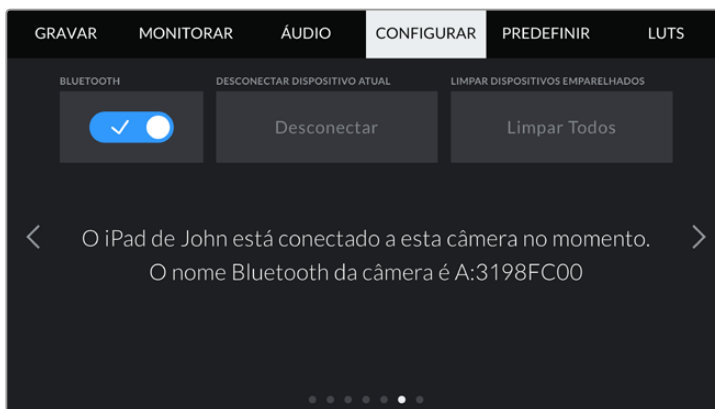 GRAVAR MONITORAR ÁUDIO CONFIGURAR PREDEFINIR LUTS
BLUETOOTH DESCONECTAR DISPOSITIVO ATUAL LIMPAR DISPOSITIVOS EMPARELHADOS
Desconectar Limpar Todos
O iPad de John está conectado a esta câmera no momento.
O nome Bluetooth da câmera é A:3198FC00